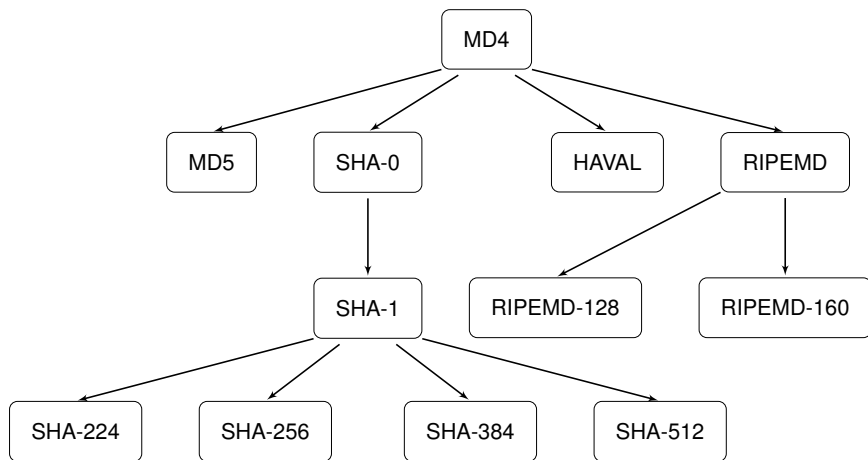 MD4
MD5
SHA-0
HAVAL
RIPEMD
SHA-1
RIPEMD-128
RIPEMD-160
SHA-224
SHA-256
SHA-384
SHA-512